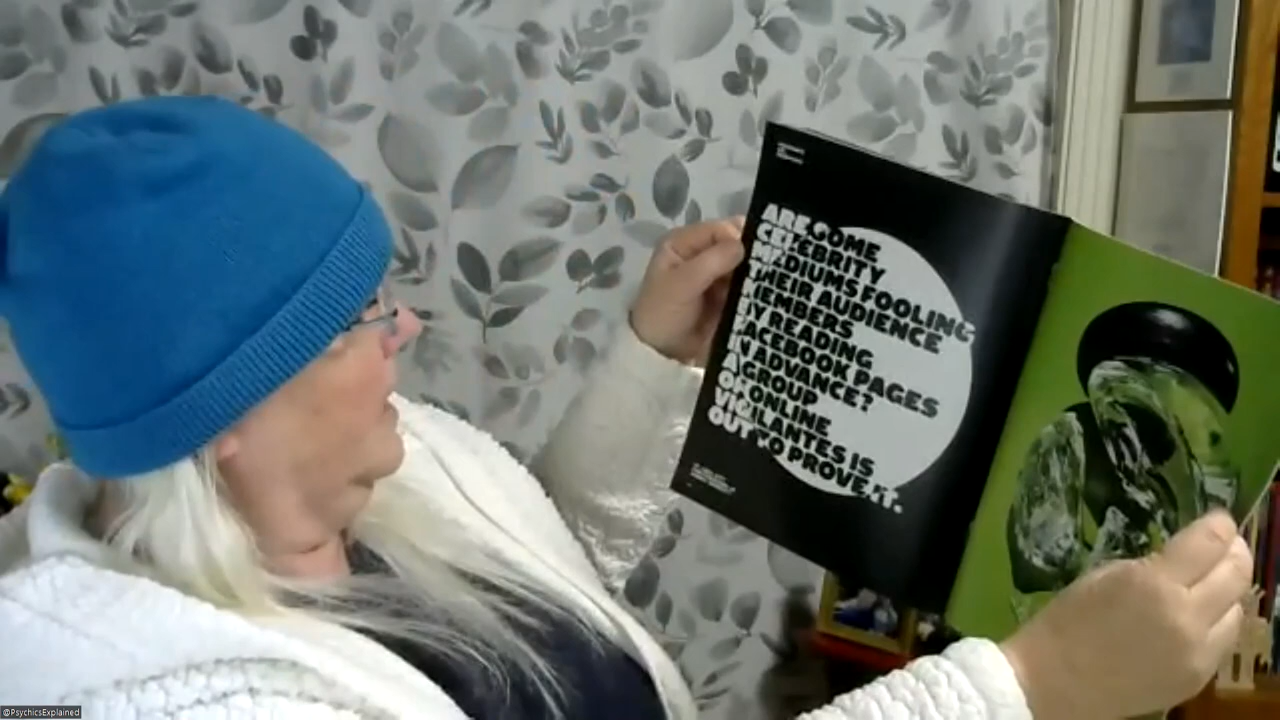 ARE SOME
CELEBRITY
MEDIUMS FOOLING
THEIR AUDIENCE
MEMBERS
BY READING
FACEBOOK PAGES
IN ADVANCE?
A GROUP
OF ONLINE
VIGILANTES IS
OUT TO PROVE IT.
@PsychicsExplained